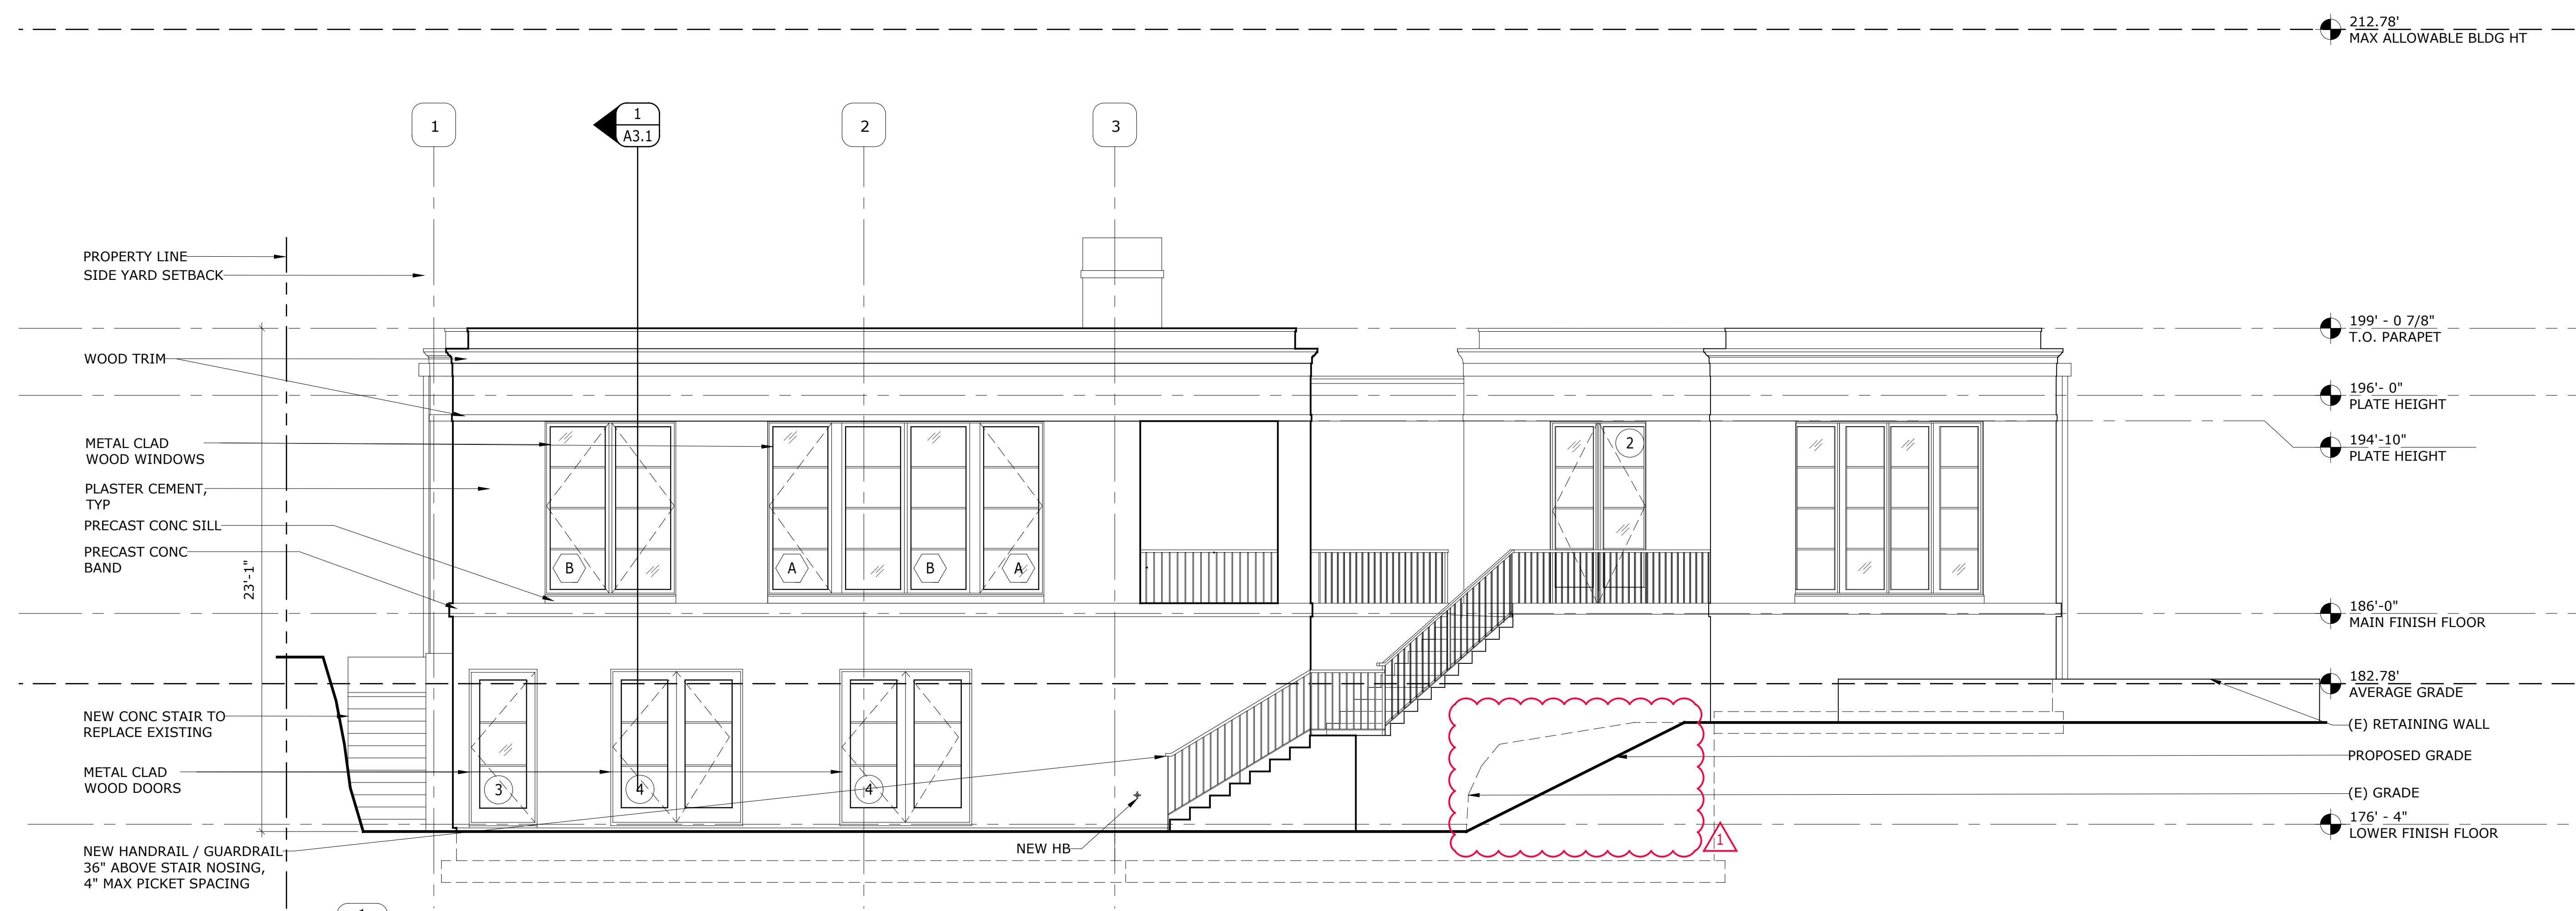 212.78'
MAX ALLOWABLE BLDG HT
1
1
A3.1
2
3
PROPERTY LINE
SIDE YARD SETBACK
199' - 0 7/8"
T.O. PARAPET
WOOD TRIM
196'- 0"
PLATE HEIGHT
METAL CLAD
WOOD WINDOWS
2
194'-10"
PLATE HEIGHT
PLASTER CEMENT,
TYP
PRECAST CONC SILL
PRECAST CONC
BAND
B
A
B
A
23'-1"
186'-0"
MAIN FINISH FLOOR
182.78'
AVERAGE GRADE
NEW CONC STAIR TO
REPLACE EXISTING
(E) RETAINING WALL
PROPOSED GRADE
METAL CLAD
WOOD DOORS
3
4
4
(E) GRADE
176' - 4"
LOWER FINISH FLOOR
1
NEW HB
NEW HANDRAIL / GUARDRAIL
36" ABOVE STAIR NOSING,
4" MAX PICKET SPACING